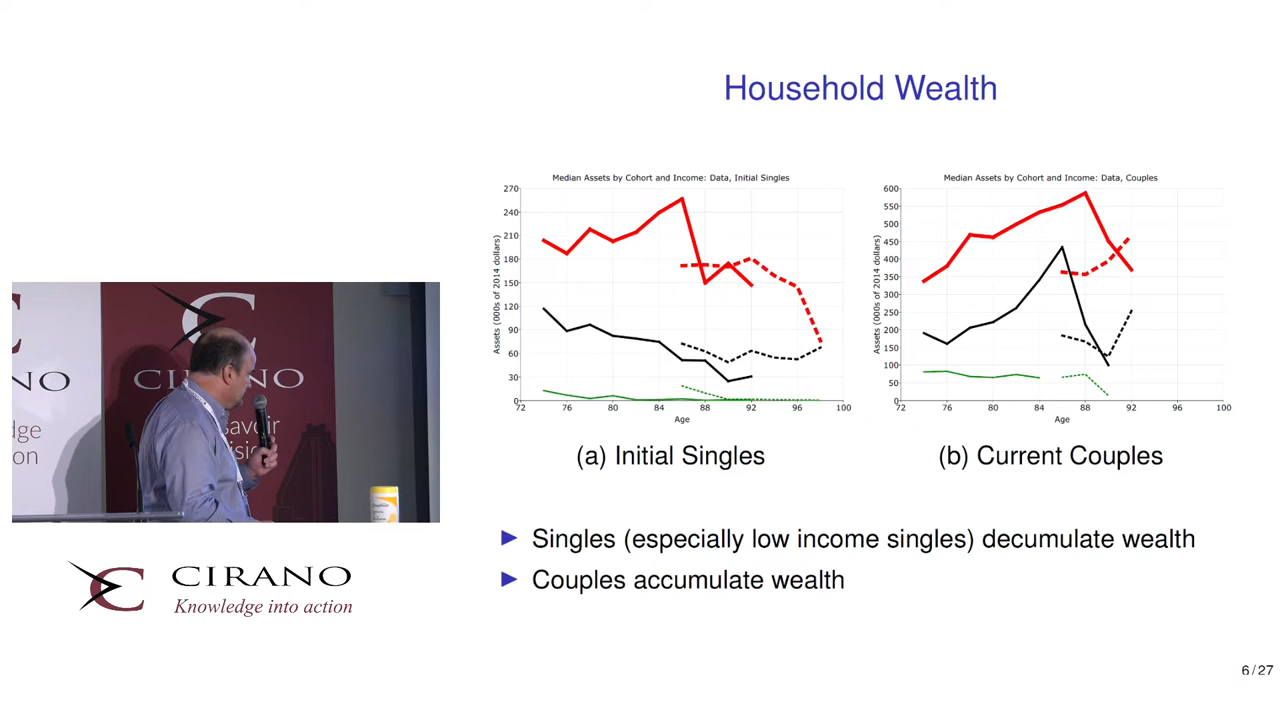 Household Wealth
Median Assets by Cohort and Income: Data, Initial Singles
Assets (000s of 2014 dollars)
270
240
210
180
150
120
90
60
30
0
72 76 80 84 88 92 96 100
Age
(a) Initial Singles
Median Assets by Cohort and Income: Data, Couples
Assets (000s of 2014 dollars)
600
550
500
450
400
350
300
250
200
150
100
50
0
72 76 80 84 88 92 96 100
Age
(b) Current Couples
Singles (especially low income singles) decumulate wealth
Couples accumulate wealth
CIRANO
savoir
CIRANO
Knowledge into action
6 / 27